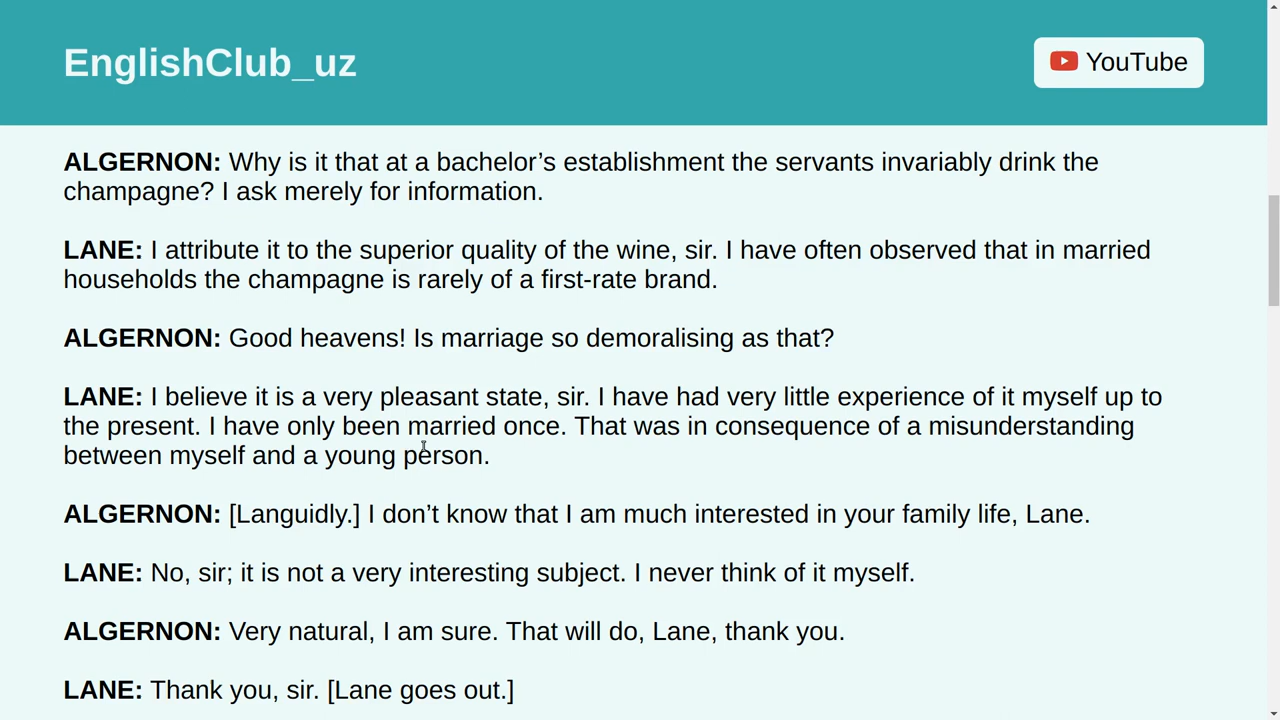 EnglishClub_uz
YouTube
ALGERNON: Why is it that at a bachelor’s establishment the servants invariably drink the
champagne? I ask merely for information.
LANE: I attribute it to the superior quality of the wine, sir. I have often observed that in married
households the champagne is rarely of a first-rate brand.
ALGERNON: Good heavens! Is marriage so demoralising as that?
LANE: I believe it is a very pleasant state, sir. I have had very little experience of it myself up to
the present. I have only been married once. That was in consequence of a misunderstanding
between myself and a young person.
ALGERNON: [Languidly.] I don’t know that I am much interested in your family life, Lane.
LANE: No, sir; it is not a very interesting subject. I never think of it myself.
ALGERNON: Very natural, I am sure. That will do, Lane, thank you.
LANE: Thank you, sir. [Lane goes out.]